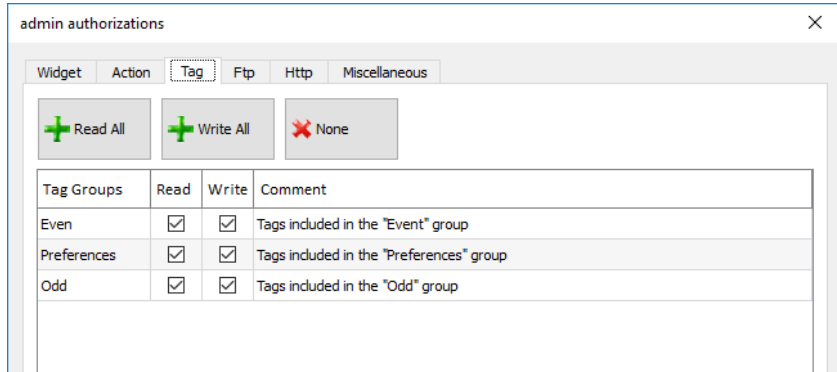 admin authorizations
Widget Action Tag Ftp Http Miscellaneous
Read All Write All None
Tag Groups Read Write Comment
Even Tags included in the "Event" group
Preferences Tags included in the "Preferences" group
Odd Tags included in the "Odd" group